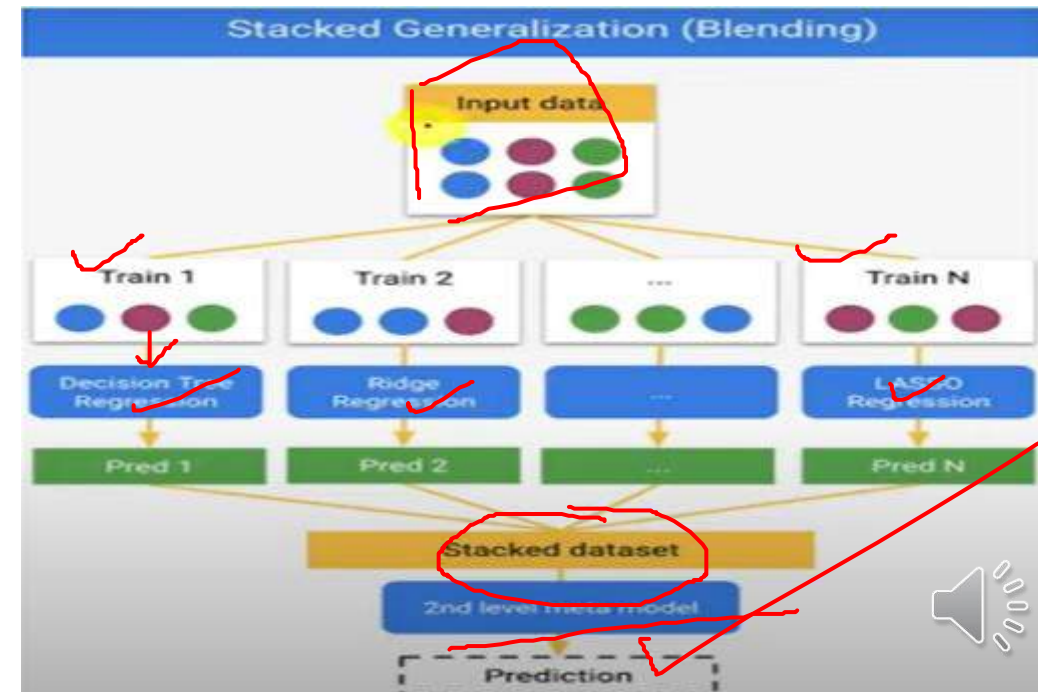 Stacked Generalization (Blending)
Input data
Train 1
Train 2
...
Train N
Decision Tree
Regression
Ridge
Regression
...
LASSO
Regression
Pred 1
Pred 2
...
Pred N
Stacked dataset
2nd level meta model
Prediction